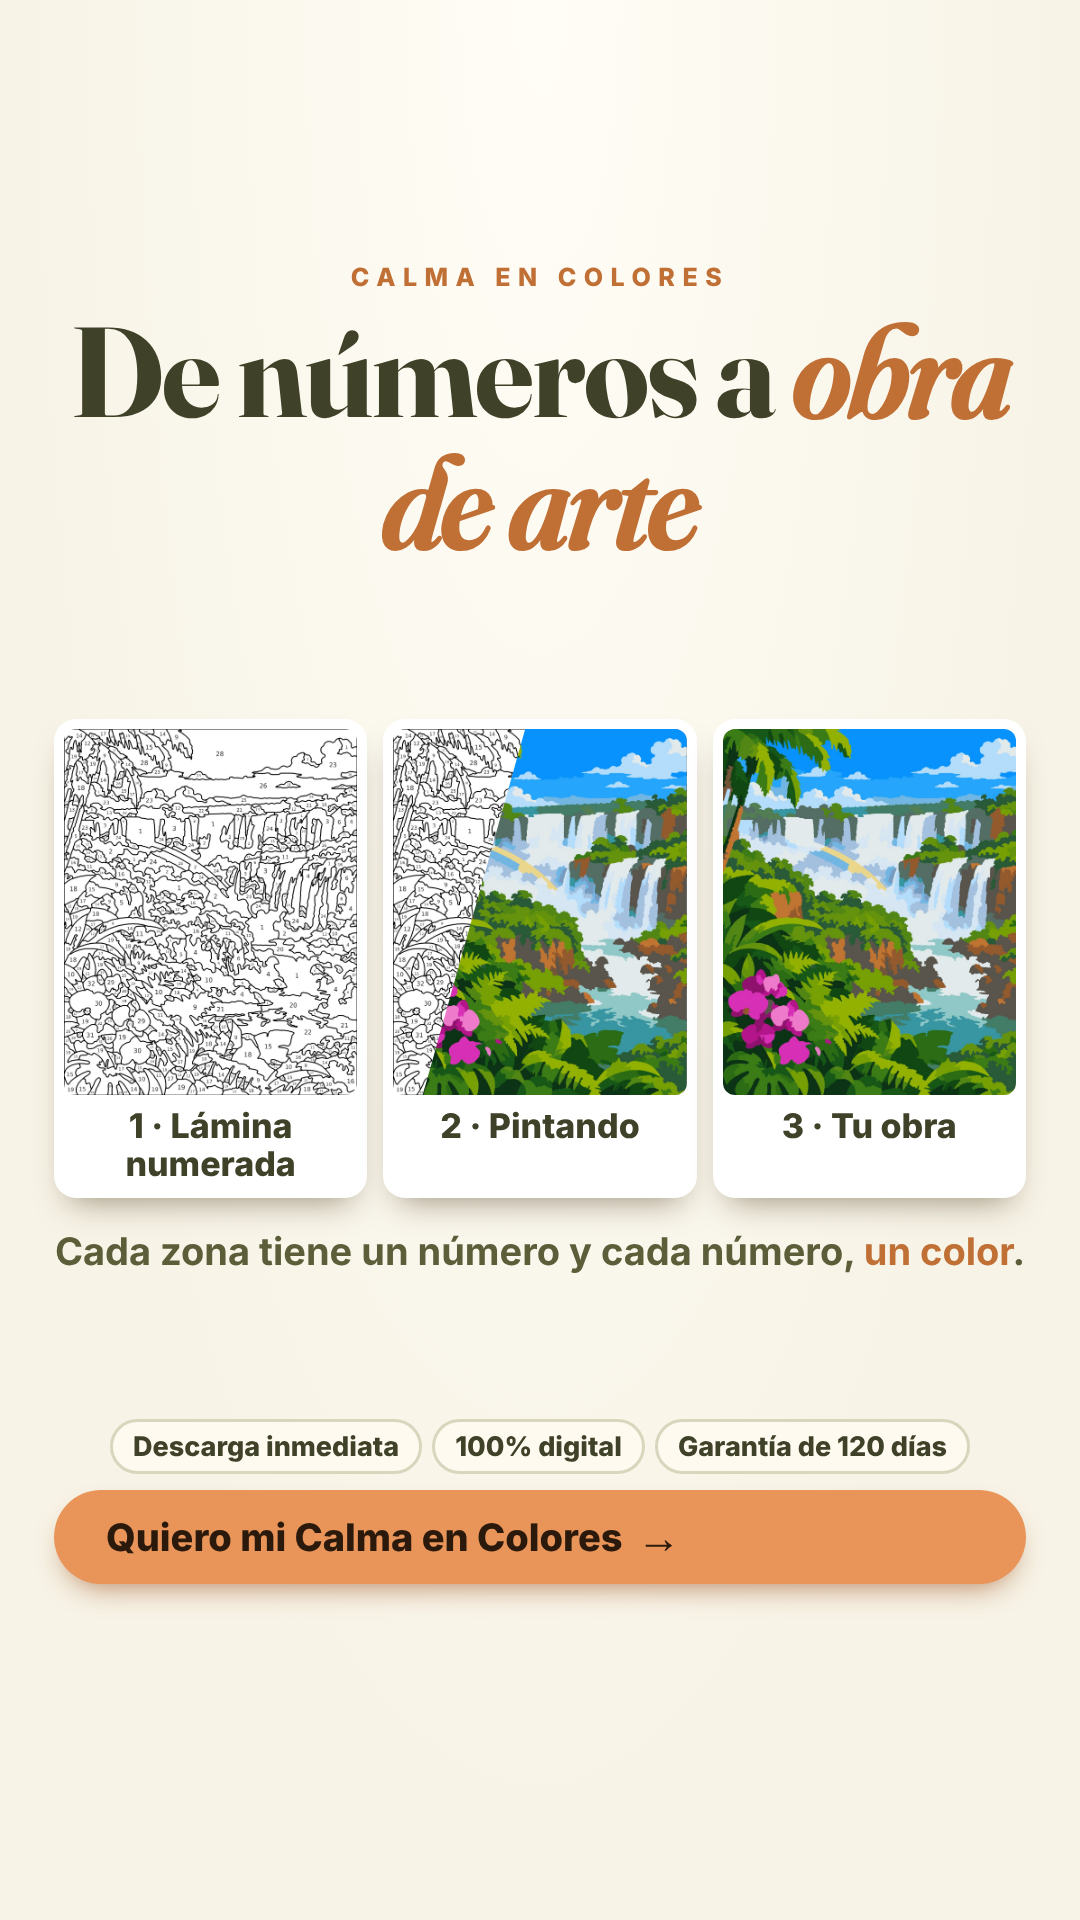 CALMA EN COLORES
De números a obra
de arte
1 · Lámina
numerada
2 · Pintando
3 · Tu obra
Cada zona tiene un número y cada número, un color.
Descarga inmediata
100% digital
Garantía de 120 días
Quiero mi Calma en Colores →